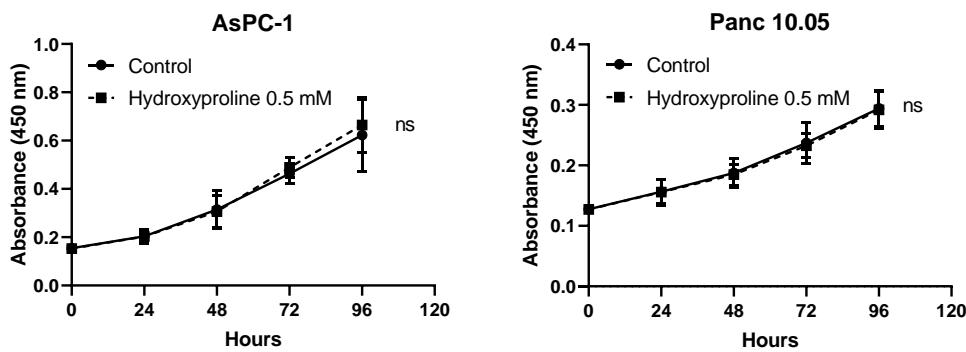 AsPC-1
Absorbance (450 nm)
1.0
0.8
0.6
0.4
0.2
0.0
Control
Hydroxyproline 0.5 mM
ns
0 24 48 72 96 120
Hours
Panc 10.05
Absorbance (450 nm)
0.4
0.3
0.2
0.1
0.0
Control
Hydroxyproline 0.5 mM
ns
0 24 48 72 96 120
Hours